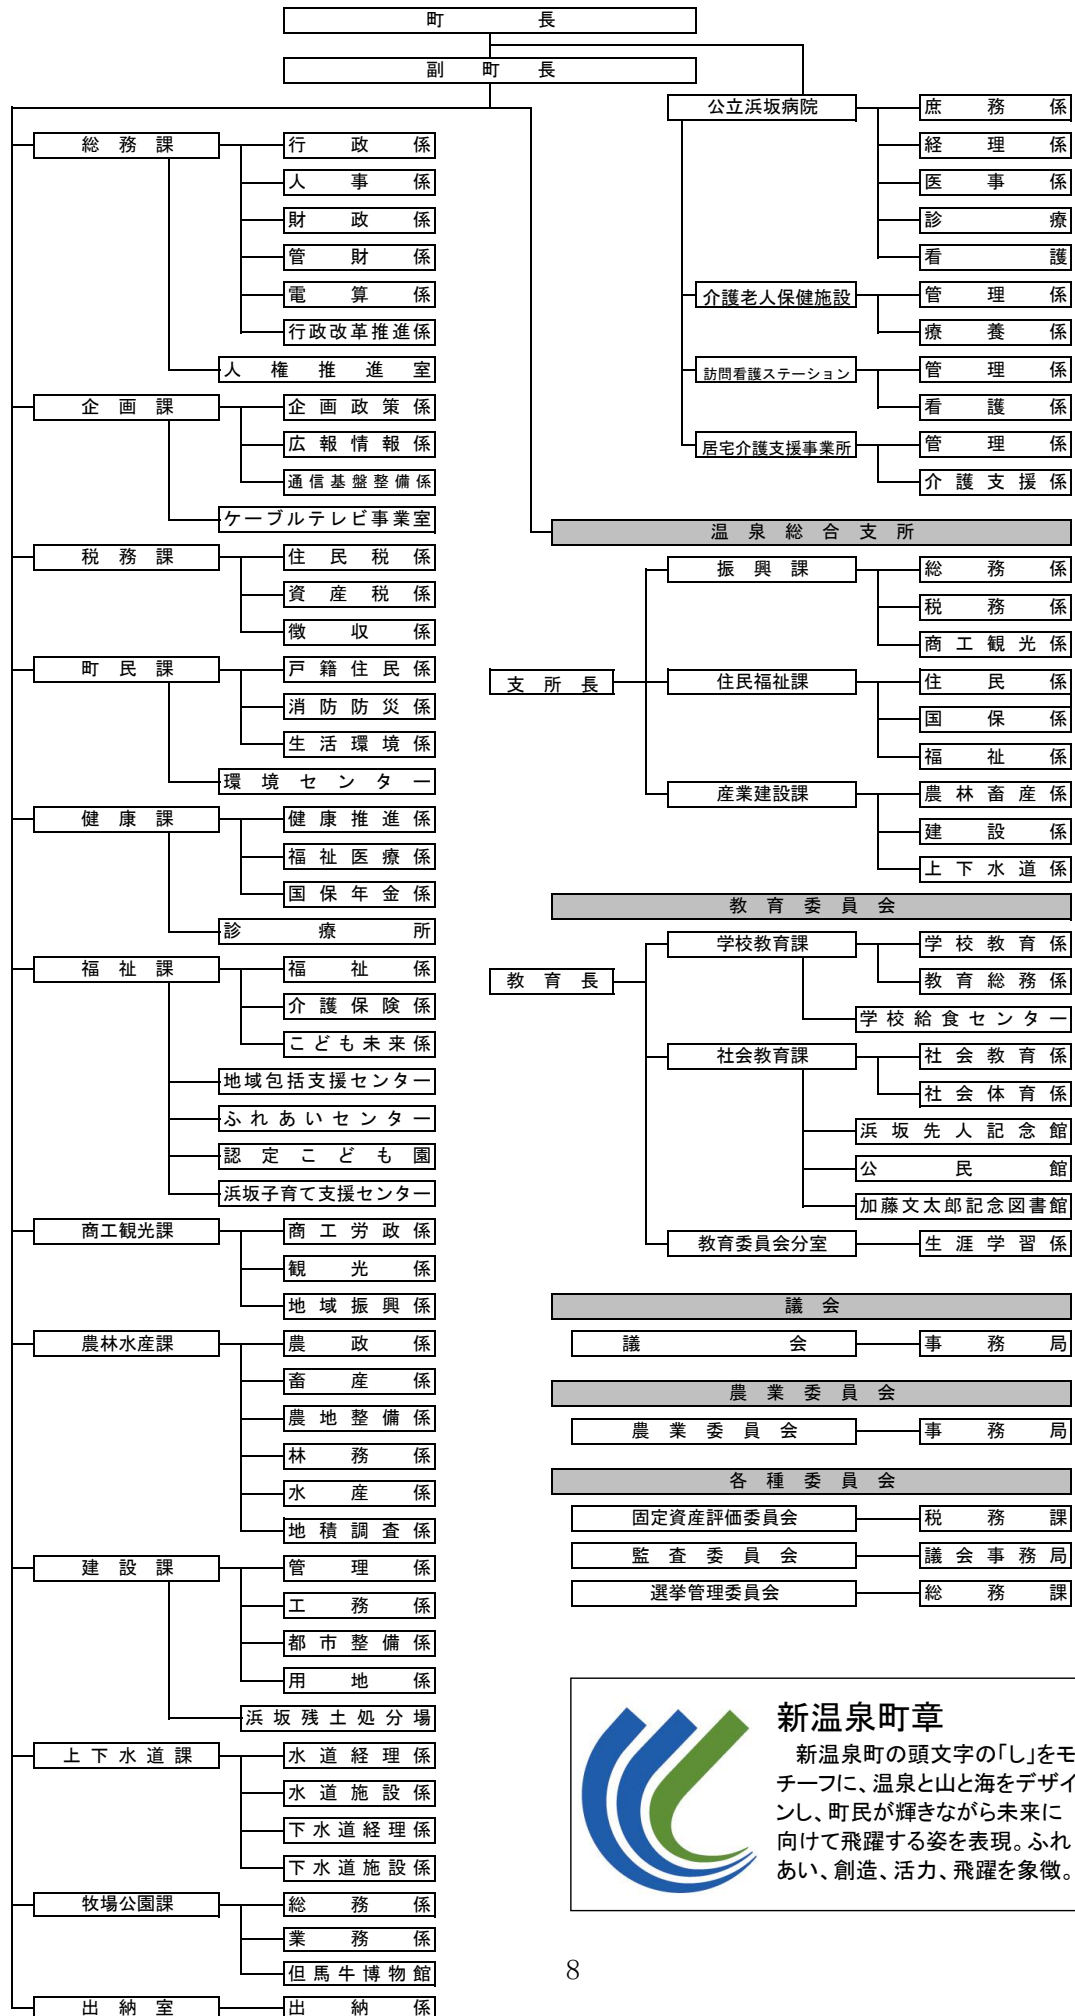 町長
副町長
総務課
行政係
人事係
財政係
管財係
電算係
行政改革推進係
人権推進室
企画課
企画政策係
広報情報係
通信基盤整備係
ケーブルテレビ事業室
税務課
住民税係
資産税係
徴収係
町民課
戸籍住民係
消防防災係
生活環境係
環境センター
健康課
健康推進係
福祉医療係
国保年金係
診療所
福祉課
福祉係
介護保険係
こども未来係
地域包括支援センター
ふれあいセンター
認定こども園
浜坂子育て支援センター
商工観光課
商工労政係
観光係
地域振興係
農林水産課
農政係
畜産係
農地整備係
林務係
水産係
地積調査係
建設課
管理係
工務係
都市整備係
用地係
浜坂残土処分場
上下水道課
水道経理係
水道施設係
下水道経理係
下水道施設係
牧場公園課
総務係
業務係
但馬牛博物館
出納室
出納係
公立浜坂病院
庶務係
経理係
医事係
診療
看護
介護老人保健施設
管理係
療養係
訪問看護ステーション
管理係
看護係
居宅介護支援事業所
管理係
介護支援係
温泉総合支所
支所長
振興課
総務係
税務係
商工観光係
住民福祉課
住民係
国保係
福祉係
産業建設課
農林畜産係
建設係
上下水道係
教育委員会
教育長
学校教育課
学校教育係
教育総務係
学校給食センター
社会教育課
社会教育係
社会体育係
浜坂先人記念館
公民館
加藤文太郎記念図書館
教育委員会分室
生涯学習係
議会
議会
事務局
農業委員会
農業委員会
事務局
各種委員会
固定資産評価委員会
税務課
監査委員会
議会事務局
選挙管理委員会
総務課
新温泉町章
新温泉町の頭文字の「し」をモ
チーフに、温泉と山と海をデザイ
ンし、町民が輝きながら未来に
向けて飛躍する姿を表現。ふれ
あい、創造、活力、飛躍を象徴。
8